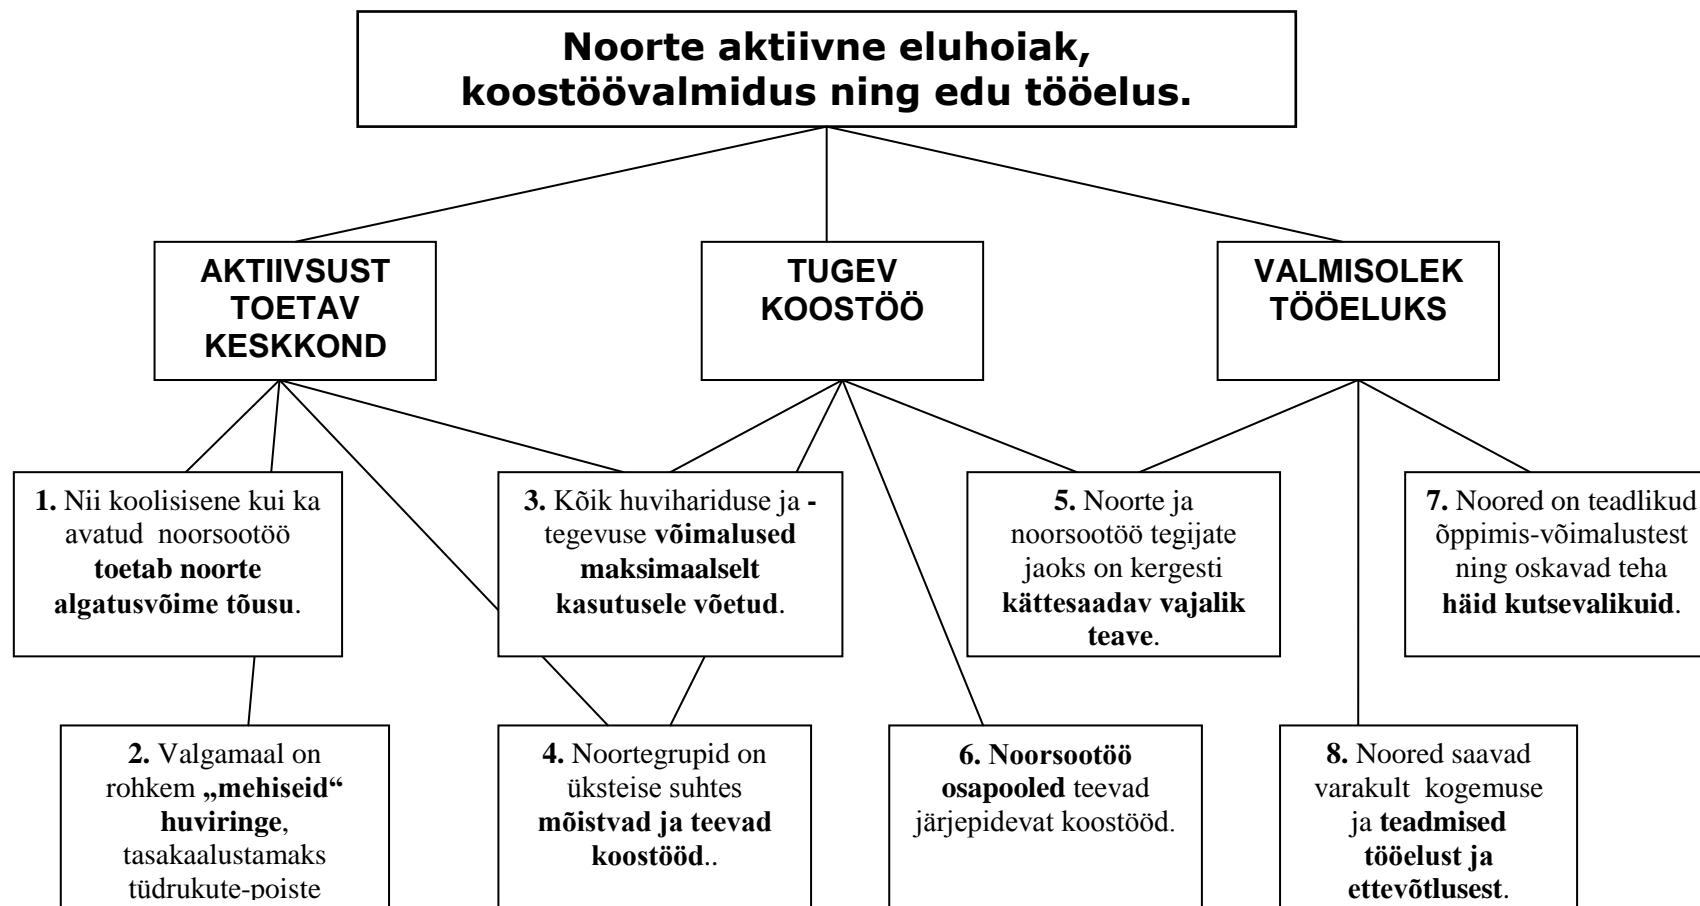 Noorte aktiivne eluhoiak,
koostöövalmidus ning edu tööelus.
AKTIIVSUST
TOETAV
KESKKOND
TUGEV
KOOSTÖÖ
VALMISOLEK
TÖÖELUKS
1. Nii koolisisene kui ka
avatud noorsootöö
toetab noorte
algatusvõime tõusu.
3. Kõik huvihariduse ja -
tegevuse võimalused
maksimaalselt
kasutusele võetud.
5. Noorte ja
noorsootöö tegijate
jaoks on kergesti
kättesaadav vajalik
teave.
7. Noored on teadlikud
õppimis-võimalustest
ning oskavad teha
häid kutsevalikuid.
2. Valgamaal on
rohkem „mehiseid“
huviringe,
tasakaalustamaks
tüdrukute-poiste
4. Noortegrupid on
üksteise suhtes
mõistvad ja teevad
koostööd..
6. Noorsootöö
osapooled teevad
järjepidevat koostööd.
8. Noored saavad
varakult kogemuse
ja teadmised
tööelust ja
ettevõtlusest.